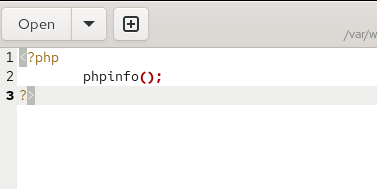 Open
/var/w
1 <?php
2 phpinfo();
3 ?>